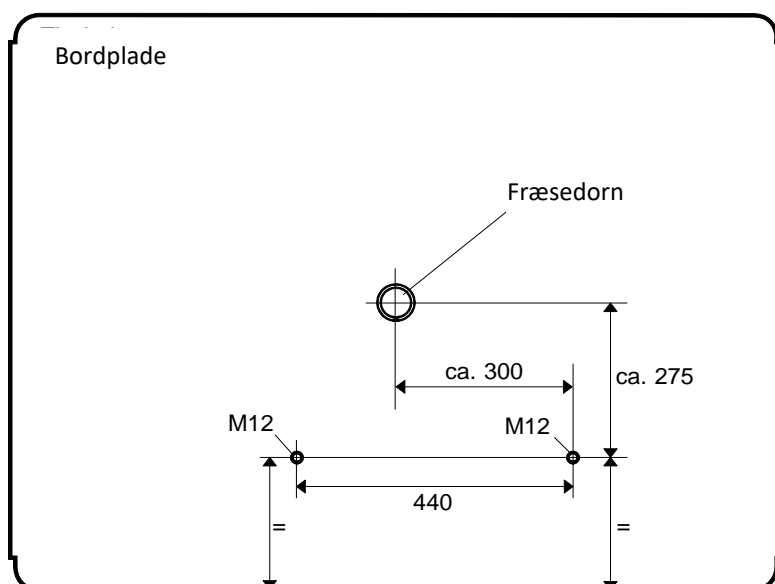 Bordplade
Fræsedorn
ca. 300
ca. 275
M12
M12
440
=
=